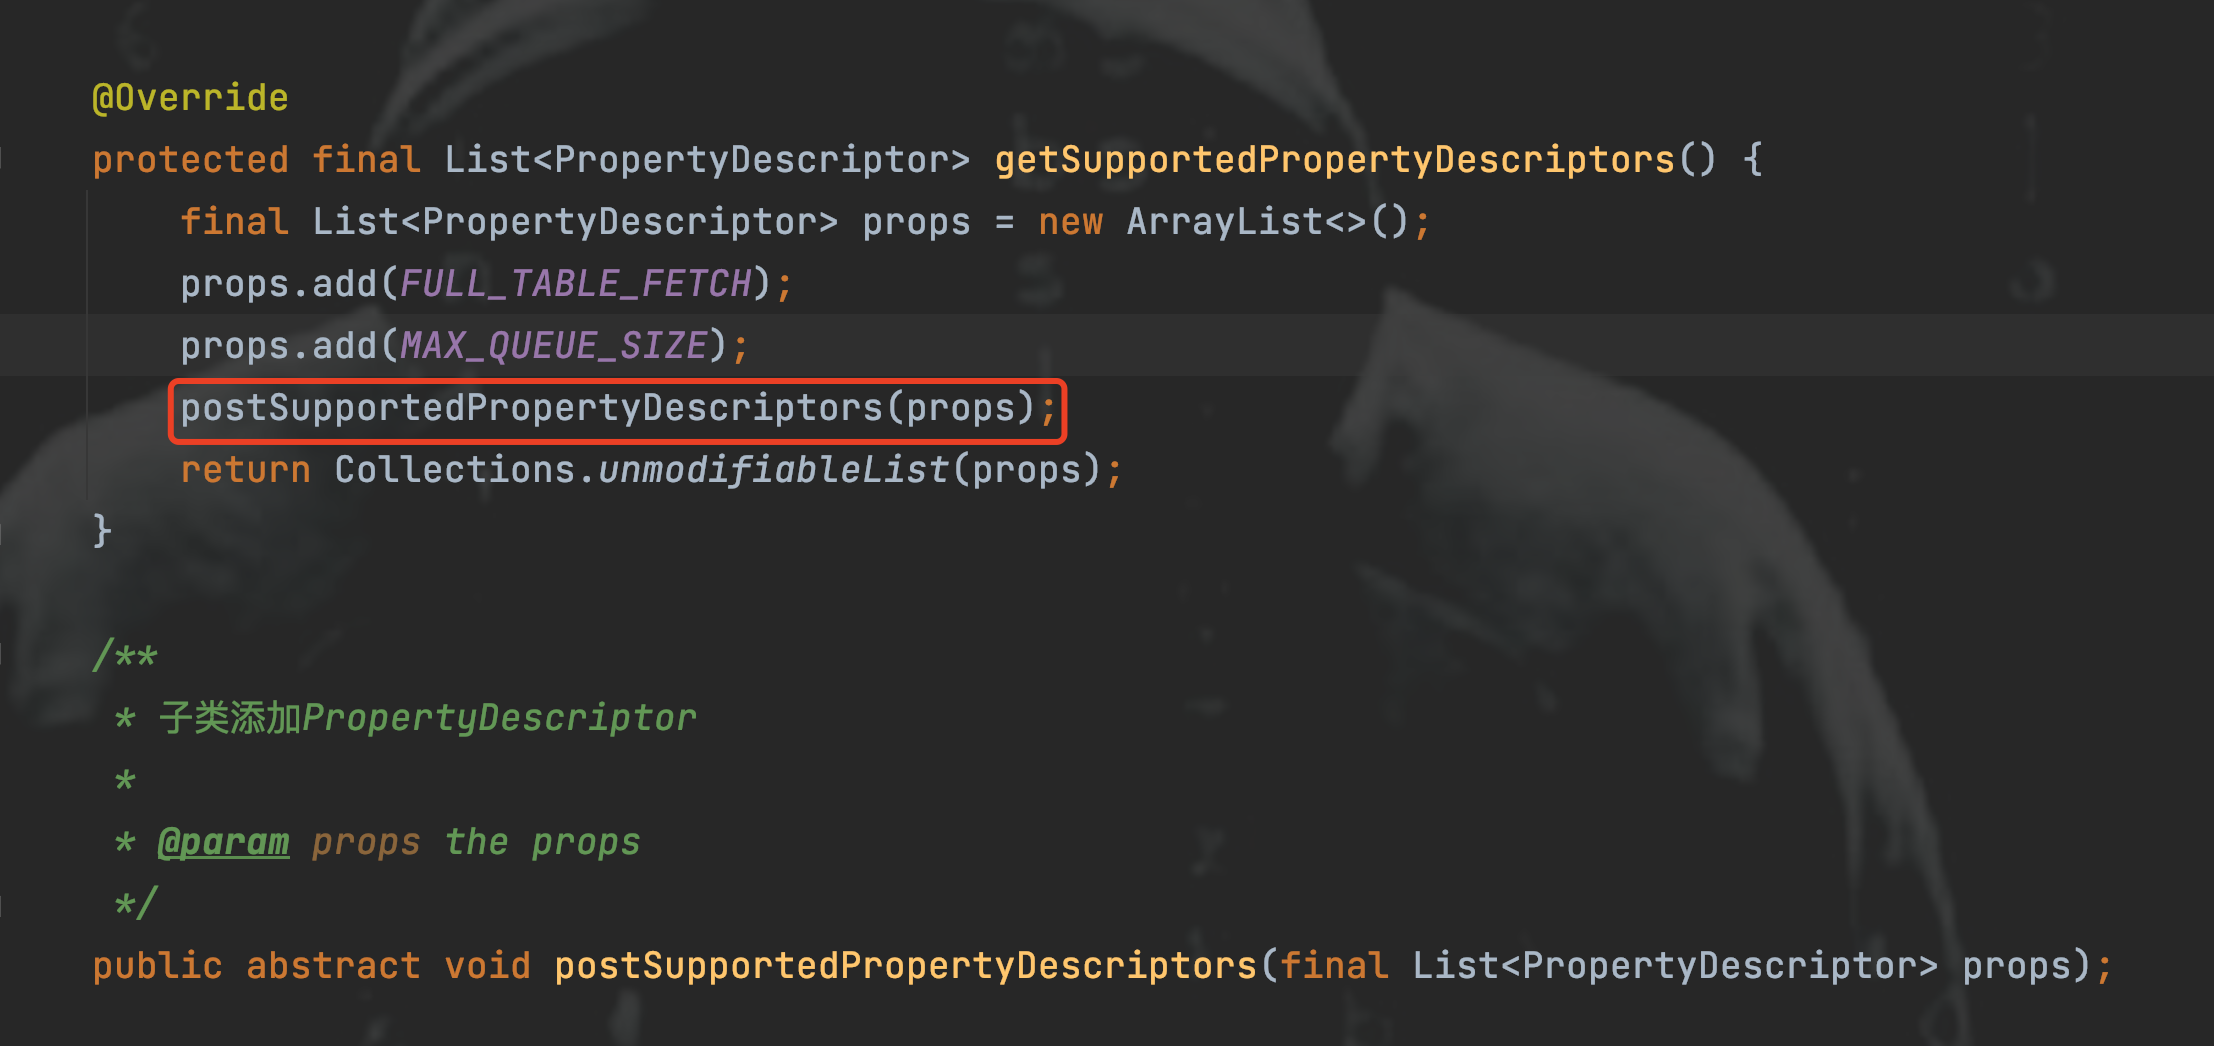 @Override
protected final List<PropertyDescriptor> getSupportedPropertyDescriptors() {
final List<PropertyDescriptor> props = new ArrayList<>();
props.add(FULL_TABLE_FETCH);
props.add(MAX_QUEUE_SIZE);
postSupportedPropertyDescriptors(props);
return Collections.unmodifiableList(props);
}
/**
* 子类添加PropertyDescriptor
*
* @param props the props
*/
public abstract void postSupportedPropertyDescriptors(final List<PropertyDescriptor> props);